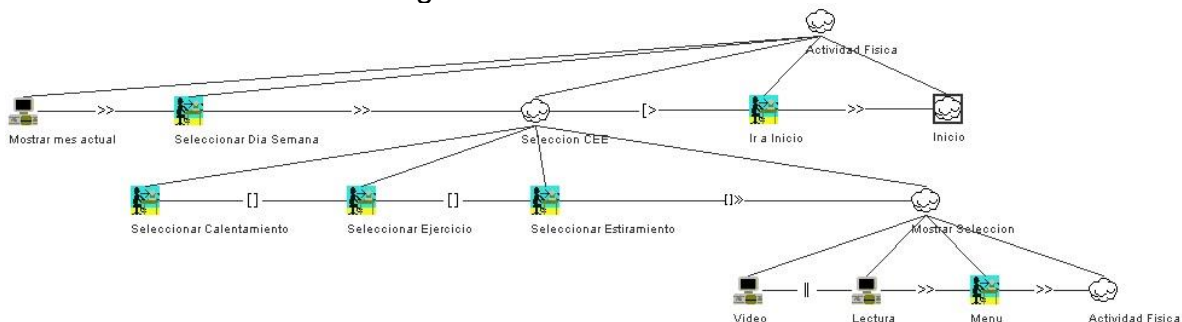 Actividad Fisica
>> >> [> >>
Mostrar mes actual Seleccionar Dia Semana Seleccion CEE Ir a Inicio Inicio
[] [] []>>
Seleccionar Calentamiento Seleccionar Ejercicio Seleccionar Estiramiento Mostrar Seleccion
|| >> >>
Video Lectura Menu Actividad Fisica